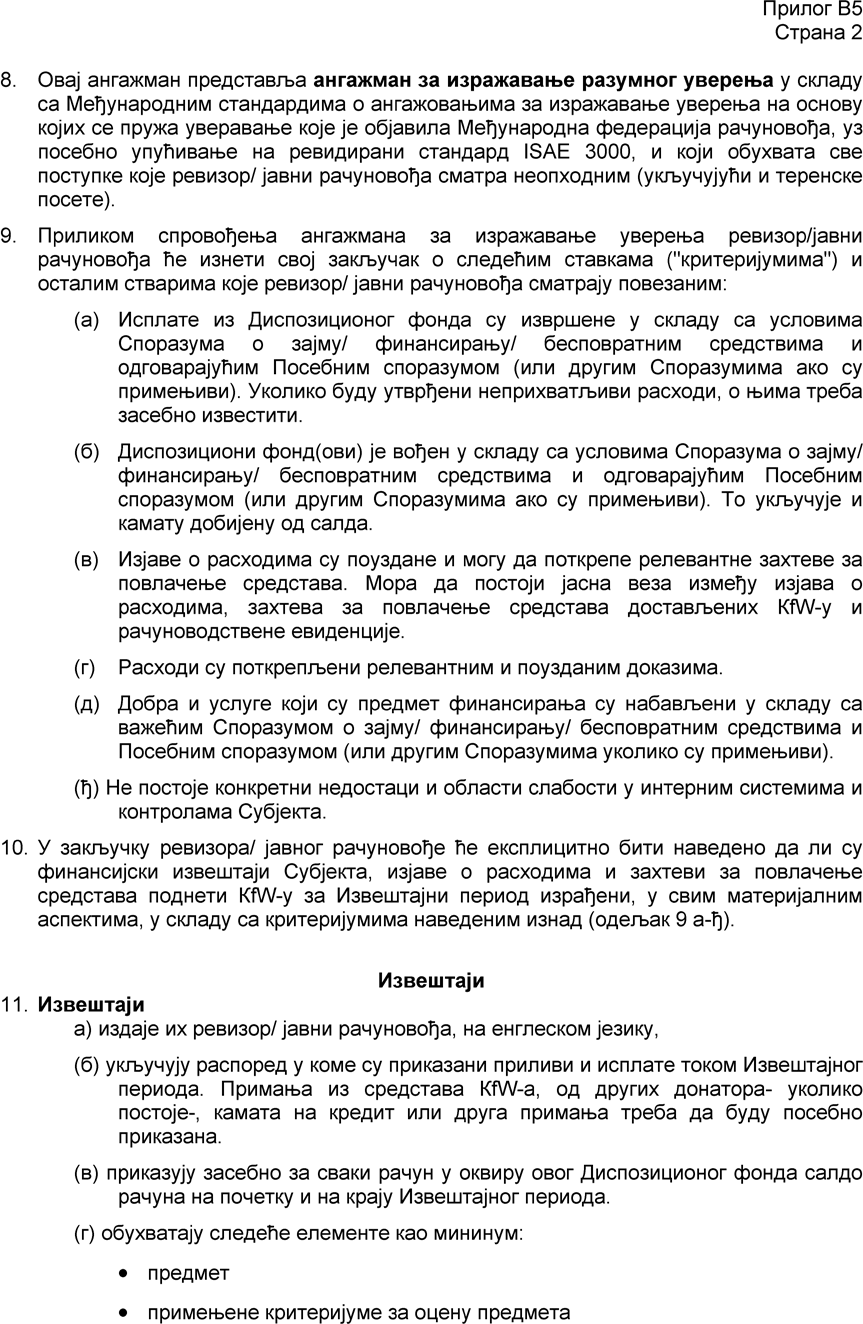 Прилог В5
Страна 2
8. Овај ангажман представља ангажман за изражавање разумног уверења у складу
са Међународним стандардима о ангажовањима за изражавање уверења на основу
којих се пружа уверавање које је објавила Међународна федерација рачуновођа, уз
посебно упућивање на ревидирани стандард ISAE 3000, и који обухвата све
поступке које ревизор/ јавни рачуновођа сматра неопходним (укључујући и теренске
посете).
9. Приликом спровођења ангажмана за изражавање уверења ревизор/јавни
рачуновођа ће изнети свој закључак о следећим ставкама ("критеријумима") и
осталим стварима које ревизор/ јавни рачуновођа сматрају повезаним:
(а) Исплате из Диспозиционог фонда су извршене у складу са условима
Споразума о зајму/ финансирању/ бесповратним средствима и
одговарајућим Посебним споразумом (или другим Споразумима ако су
примењиви). Уколико буду утврђени неприхватљиви расходи, о њима треба
засебно известити.
(б) Диспозициони фонд(ови) је вођен у складу са условима Споразума о зајму/
финансирању/ бесповратним средствима и одговарајућим Посебним
споразумом (или другим Споразумима ако су примењиви). То укључује и
камату добијену од салда.
(в) Изјаве о расходима су поуздане и могу да поткрепе релевантне захтеве за
повлачење средстава. Мора да постоји јасна веза између изјава о
расходима, захтева за повлачење средстава достављених KfW-у и
рачуноводствене евиденције.
(г) Расходи су поткрепљени релевантним и поузданим доказима.
(д) Добра и услуге који су предмет финансирања су набављени у складу са
важећим Споразумом о зајму/ финансирању/ бесповратним средствима и
Посебним споразумом (или другим Споразумима уколико су примењиви).
(ђ) Не постоје конкретни недостаци и области слабости у интерним системима и
контролама Субјекта.
10. У закључку ревизора/ јавног рачуновође ће експлицитно бити наведено да ли су
финансијски извештаји Субјекта, изјаве о расходима и захтеви за повлачење
средстава поднети KfW-у за Извештајни период израђени, у свим материјалним
аспектима, у складу са критеријумима наведеним изнад (одељак 9 а-ђ).
Извештаји
11. Извештаји
а) издаје их ревизор/ јавни рачуновођа, на енглеском језику,
(б) укључују распоред у коме су приказани приливи и исплате током Извештајног
периода. Примања из средстава KfW-а, од других донатора- уколико
постоје-, камата на кредит или друга примања треба да буду посебно
приказана.
(в) приказују засебно за сваки рачун у оквиру овог Диспозиционог фонда салдо
рачуна на почетку и на крају Извештајног периода.
(г) обухватају следеће елементе као мининум:
• предмет
• примењене критеријуме за оцену предмета